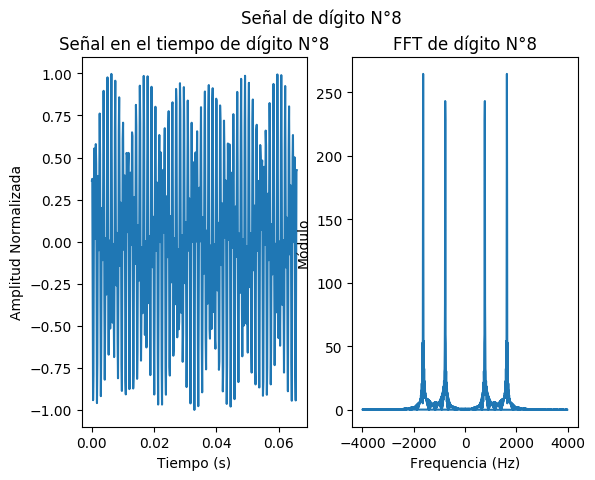 Señal de dígito N°8
Señal en el tiempo de dígito N°8
1.00
0.75
0.50
0.25
0.00
-0.25
-0.50
-0.75
-1.00
Amplitud Normalizada
0.00 0.02 0.04 0.06
Tiempo (s)
FFT de dígito N°8
250
200
150
100
50
0
Módulo
−4000 −2000 0 2000 4000
Frequencia (Hz)